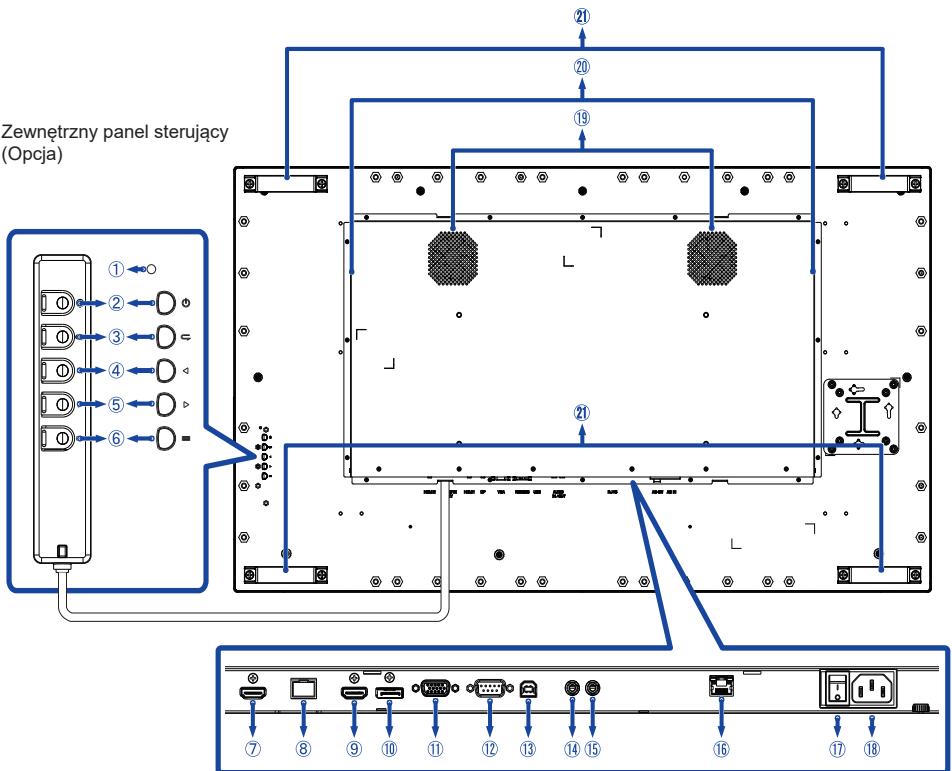 ㉑
⑳
⑲
Zewnętrzny panel sterujący
(Opcja)
①
②
③
④
⑤
⑥
㉑
VGA
⑦ ⑧ ⑨ ⑩ ⑪ ⑫ ⑬ ⑭ ⑮ ⑯ ⑰ ⑱